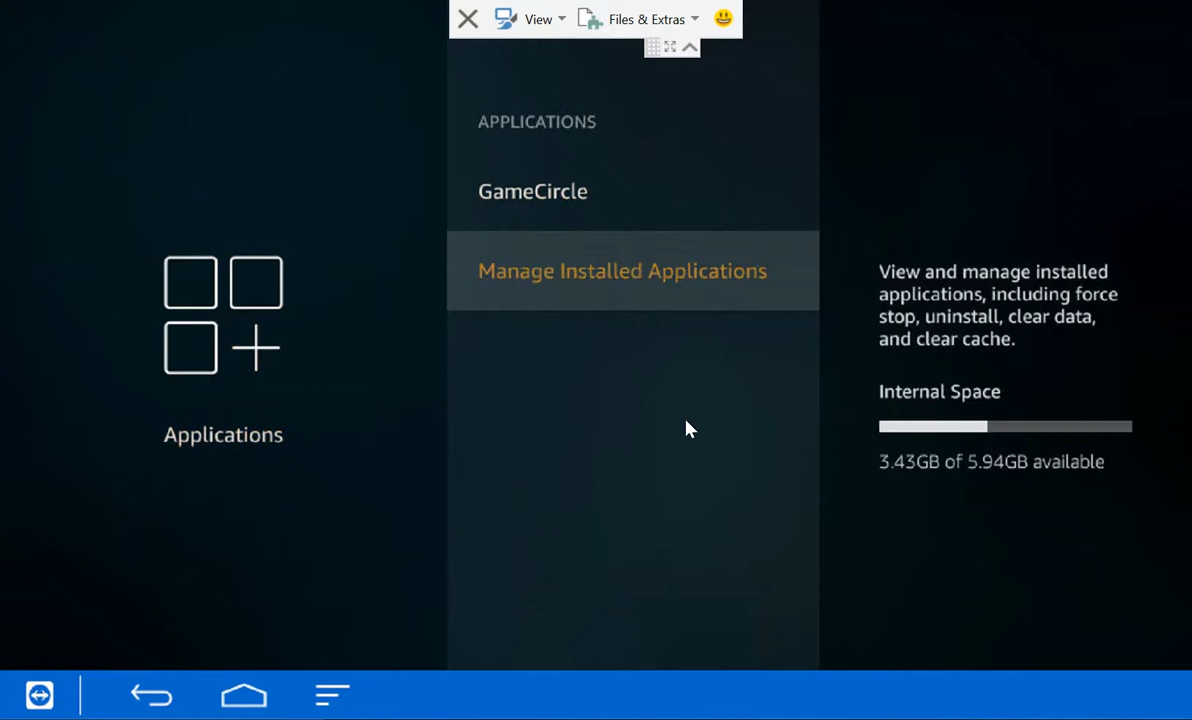 View
Files & Extras
APPLICATIONS
GameCircle
Manage Installed Applications
Applications
View and manage installed
applications, including force
stop, uninstall, clear data,
and clear cache.
Internal Space
3.43GB of 5.94GB available